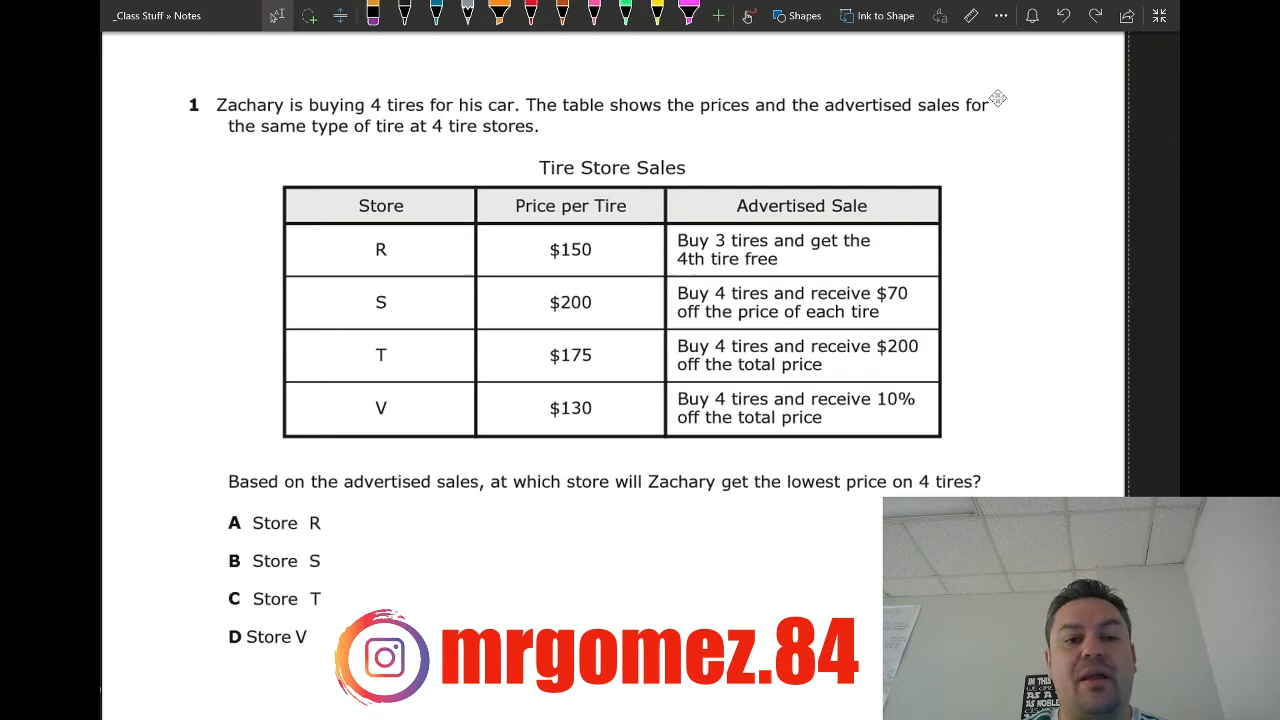 _Class Stuff » Notes
Shapes
Ink to Shape
1 Zachary is buying 4 tires for his car. The table shows the prices and the advertised sales for
the same type of tire at 4 tire stores.
Tire Store Sales
Store Price per Tire Advertised Sale
R $150 Buy 3 tires and get the
4th tire free
S $200 Buy 4 tires and receive $70
off the price of each tire
T $175 Buy 4 tires and receive $200
off the total price
V $130 Buy 4 tires and receive 10%
off the total price
Based on the advertised sales, at which store will Zachary get the lowest price on 4 tires?
A Store R
B Store S
C Store T
D Store V
mrgomez.84
IN THIS
AS A
AS NOBLE